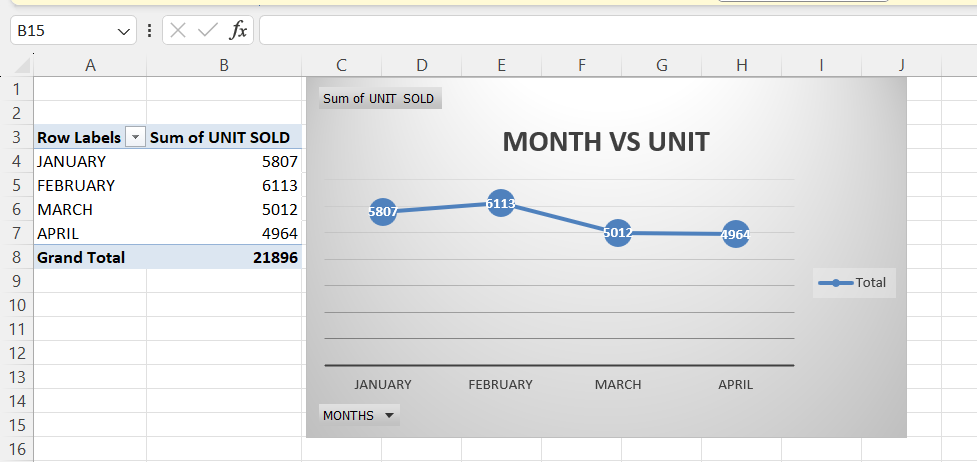 B15
fx
A B C D E F G H I J
1
2
3 Row Labels Sum of UNIT SOLD
4 JANUARY 5807
5 FEBRUARY 6113
6 MARCH 5012
7 APRIL 4964
8 Grand Total 21896
9
10
11
12
13
14
15
16
Sum of UNIT SOLD
MONTH VS UNIT
5807 6113 5012 4964
Total
JANUARY FEBRUARY MARCH APRIL
MONTHS